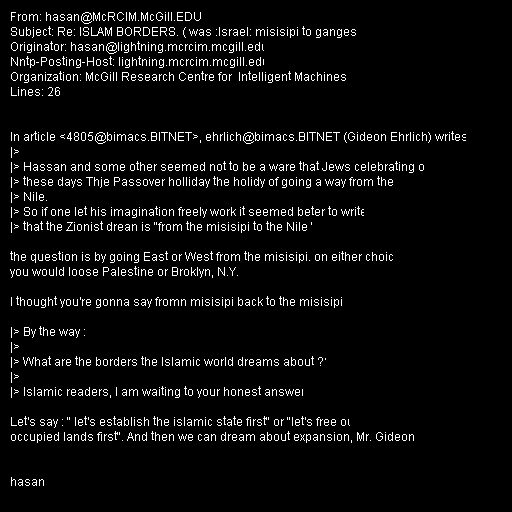 From: hasan@McRCIM.McGill.EDU
Subject: Re: ISLAM BORDERS. ( was :Israel: misisipi to ganges
Originator: hasan@lightning.mcrcim.mcgill.edu
Nntp-Posting-Host: lightning.mcrcim.mcgill.edu
Organization: McGill Research Centre for  Intelligent Machines
Lines: 26
In article <4805@bimacs.BITNET>, ehrlich@bimacs.BITNET (Gideon Ehrlich) writes
|>
|> Hassan and some other seemed not to be a ware that Jews celebrating o
|> these days Thje Passover holliday the holidy of going a way from the
|> Nile.
|> So if one let his imagination freely work it seemed beter to write
|> that the Zionist drean is "from the misisipi to the Nile "
the question is by going East or West from the misisipi. on either choic
you would loose Palestine or Broklyn, N.Y.
I thought you're gonna say fromn misisipi back to the misisipi
|> By the way :
|>
|> What are the borders the Islamic world dreams about ?"
|>
|> Islamic readers, I am waiting to your honest answer
Let's say : " let's establish the islamic state first" or "let's free ou
occupied lands first". And then we can dream about expansion, Mr. Gideon
hasan